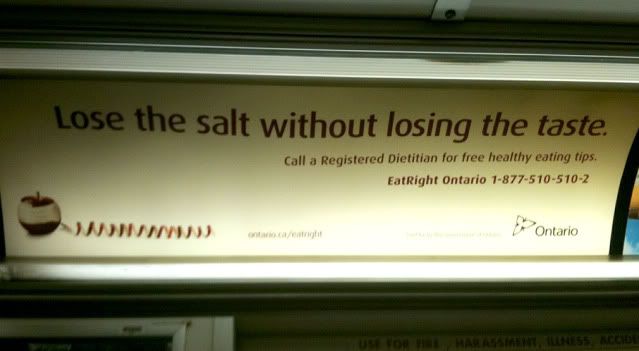 Lose the salt without losing the taste.
Call a Registered Dietitian for free healthy eating tips.
EatRight Ontario 1-877-510-510-2
ontario.ca/eatright
Ontario
USE FOR FIRE, HARASSMENT, ILLNESS, ACCIDE